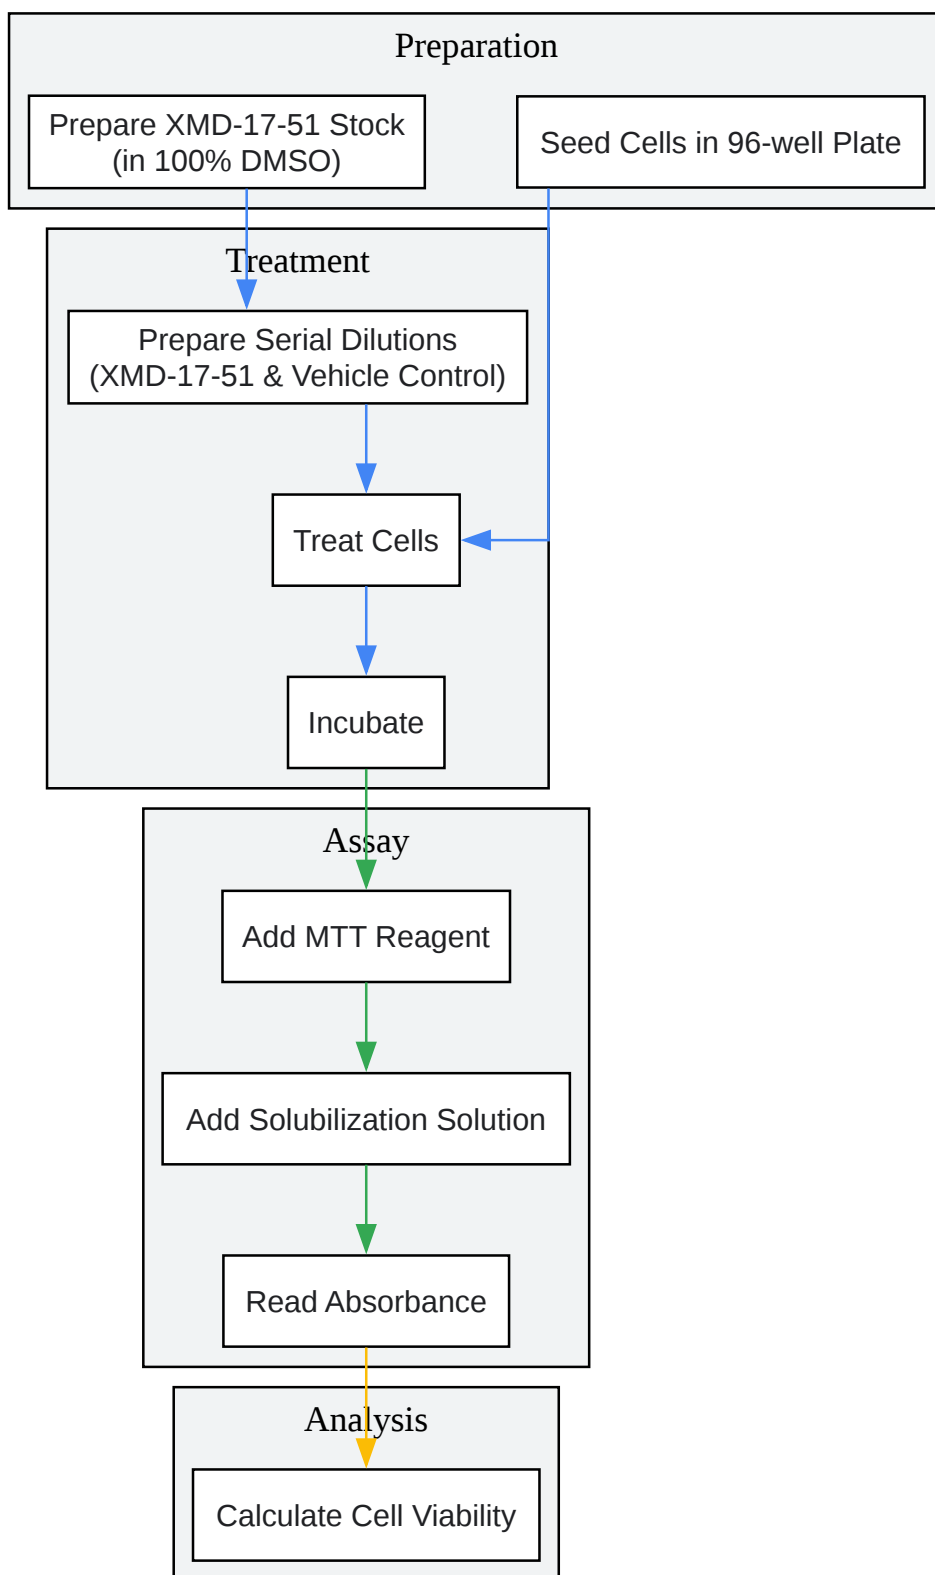 Preparation
Prepare XMD-17-51 Stock
(in 100% DMSO)
Seed Cells in 96-well Plate
Treatment
Prepare Serial Dilutions
(XMD-17-51 & Vehicle Control)
Treat Cells
Incubate
Assay
Add MTT Reagent
Add Solubilization Solution
Read Absorbance
Analysis
Calculate Cell Viability